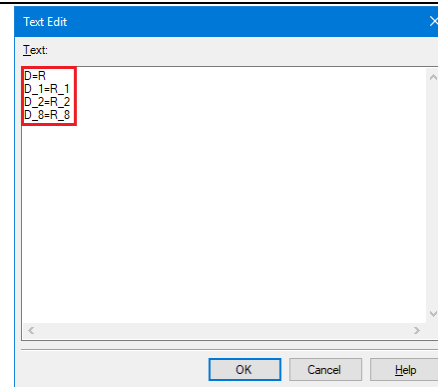 Text Edit
Text:
D=R
D_1=R_1
D_2=R_2
D_8=R_8
OK
Cancel
Help